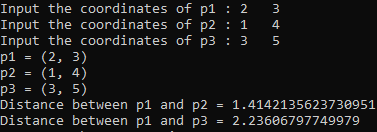 Input the coordinates of p1 : 2   3
Input the coordinates of p2 : 1   4
Input the coordinates of p3 : 3   5
p1 = (2, 3)
p2 = (1, 4)
p3 = (3, 5)
Distance between p1 and p2 = 1.4142135623730951
Distance between p1 and p3 = 2.23606797749979